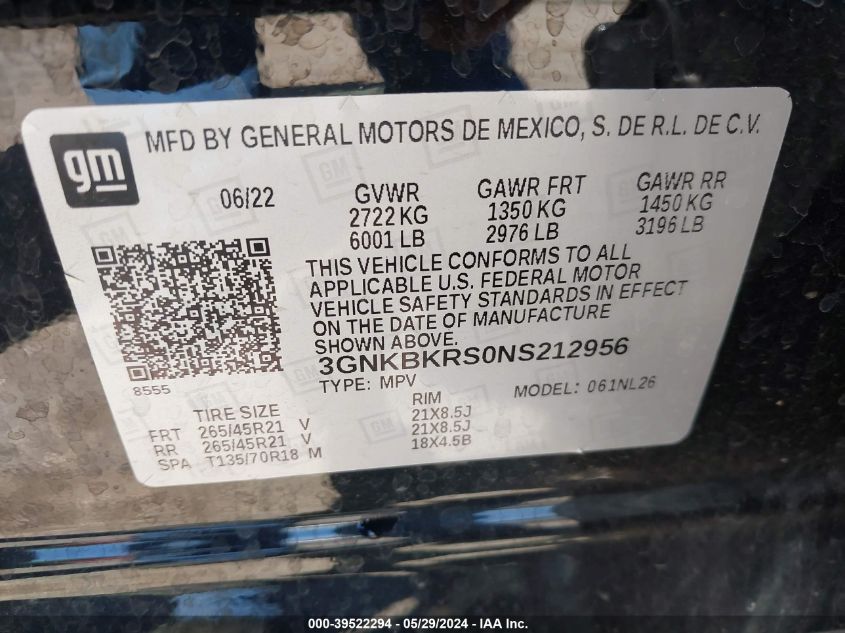 gm
MFD BY GENERAL MOTORS DE MEXICO, S. DE R.L. DE C.V.
06/22 GVWR GAWR FRT GAWR RR
2722 KG 1350 KG 1450 KG
6001 LB 2976 LB 3196 LB
THIS VEHICLE CONFORMS TO ALL
APPLICABLE U.S. FEDERAL MOTOR
VEHICLE SAFETY STANDARDS IN EFFECT
ON THE DATE OF MANUFACTURE
SHOWN ABOVE.
3GNKBKRS0NS212956
8555 TYPE: MPV MODEL: 061NL26
TIRE SIZE RIM
FRT 265/45R21 V 21X8.5J
RR 265/45R21 V 21X8.5J
SPA T135/70R18 M 18X4.5B
000-39522294 - 05/29/2024 - IAA Inc.